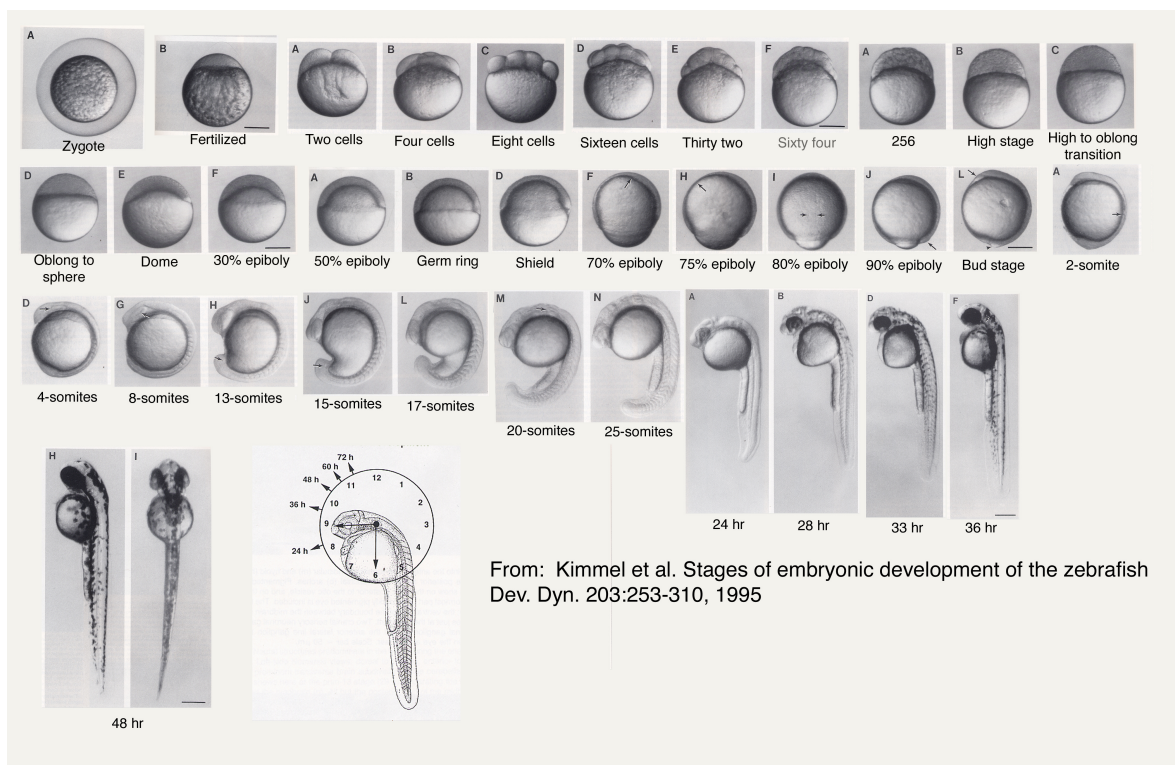 A
B
A
B
C
D
E
F
A
B
C
Zygote
Fertilized
Two cells
Four cells
Eight cells
Sixteen cells
Thirty two
Sixty four
256
High stage
High to oblong
transition
D
E
F
A
B
D
F
H
I
J
L
A
Oblong to
sphere
Dome
30% epiboly
50% epiboly
Germ ring
Shield
70% epiboly
75% epiboly
80% epiboly
90% epiboly
Bud stage
2-somite
D
G
H
J
L
M
N
A
B
D
F
4-somites
8-somites
13-somites
15-somites
17-somites
20-somites
25-somites
24 hr
28 hr
33 hr
36 hr
H
I
48 hr
72 h
60 h
48 h
36 h
24 h
12
1
2
3
4
5
6
7
8
9
10
11
From: Kimmel et al. Stages of embryonic development of the zebrafish
Dev. Dyn. 203:253-310, 1995